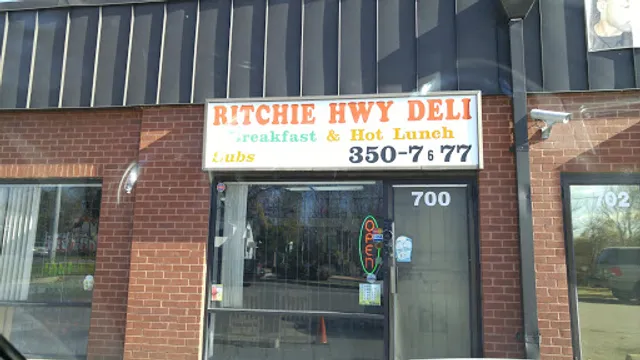 RITCHIE HWY DELI
Breakfast & Hot Lunch
Subs 350-7677
700
702
OPEN